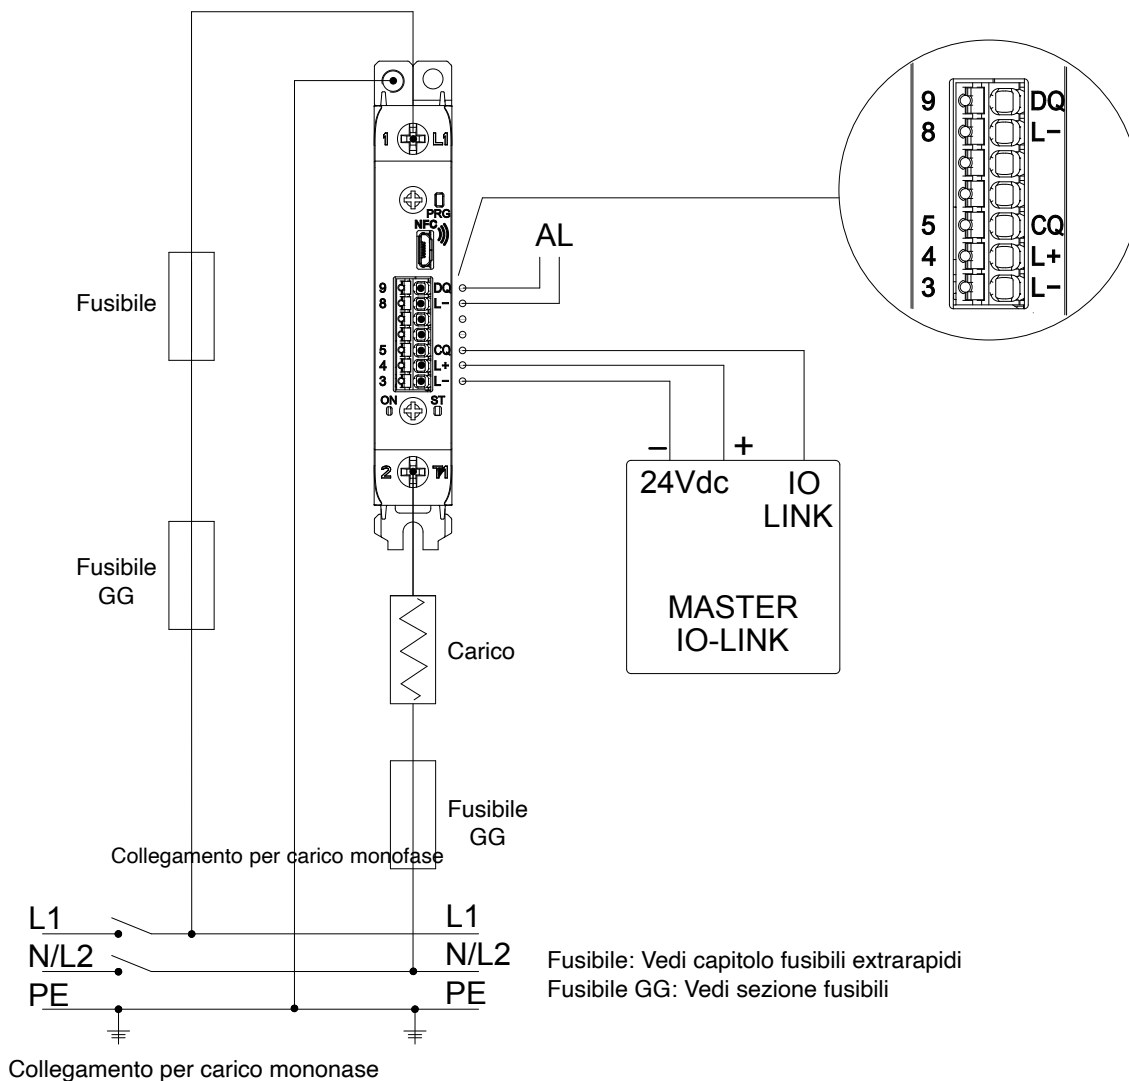 1 L1
PRG
NFC
9 DQ
8 L-
5 CQ
4 L+
3 L-
ON ST
2 T1
AL
9 DQ
8 L-
5 CQ
4 L+
3 L-
Fusibile
Fusibile
GG
- +
24Vdc IO
LINK
MASTER
IO-LINK
Carico
Fusibile
GG
Collegamento per carico monofase
L1 L1
N/L2 N/L2
PE PE
Fusibile: Vedi capitolo fusibili extrarapidi
Fusibile GG: Vedi sezione fusibili
Collegamento per carico mononase